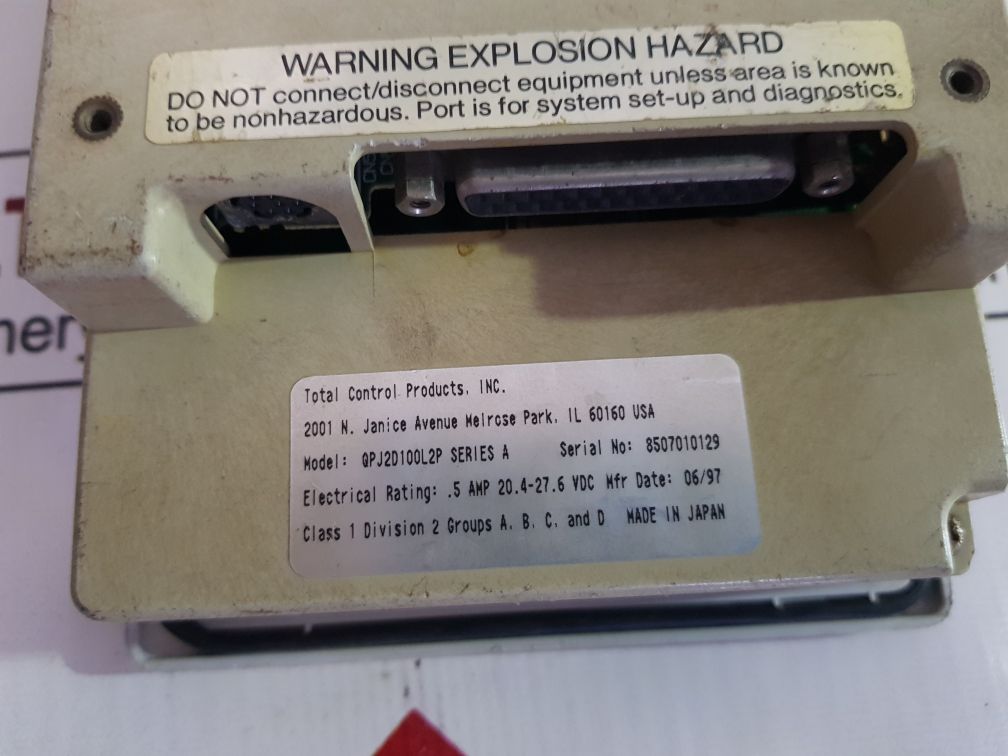 WARNING EXPLOSION HAZARD
DO NOT connect/disconnect equipment unless area is known
to be nonhazardous. Port is for system set-up and diagnostics.
Total Control Products, INC.
2001 N. Janice Avenue Melrose Park, IL 60160 USA
Model: QPJ2D100L2P SERIES A Serial No: 8507010129
Electrical Rating: .5 AMP 20.4-27.6 VDC Mfr Date: 06/97
Class 1 Division 2 Groups A, B, C, and D MADE IN JAPAN